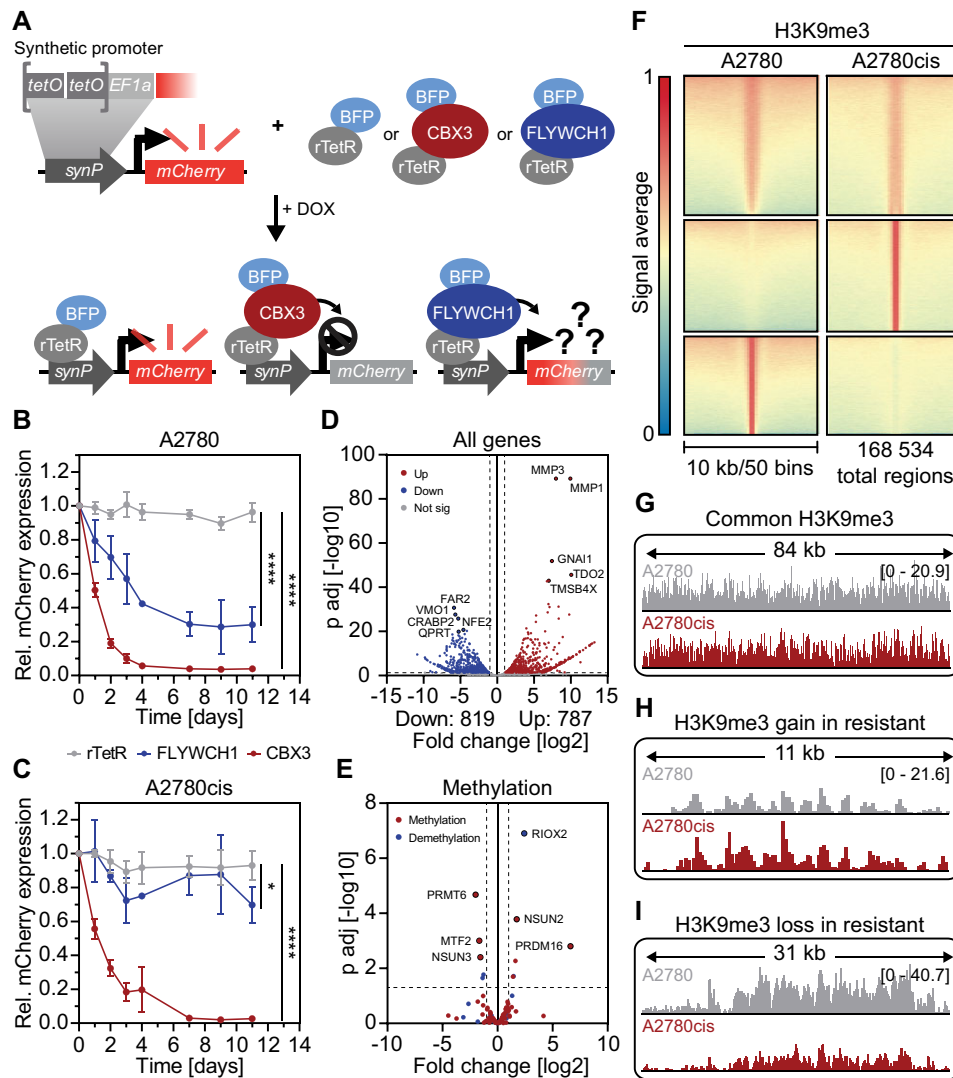 A
Synthetic promoter
tetO tetO EF1a
synP
mCherry
+
BFP
rTetR
or
BFP
CBX3
rTetR
or
BFP
FLYWCH1
rTetR
+ DOX
BFP
rTetR
synP
mCherry
BFP
CBX3
rTetR
synP
mCherry
BFP
FLYWCH1
rTetR
synP
? ? ?
mCherry
B
A2780
Rel. mCherry expression
1.2
1.0
0.8
0.6
0.4
0.2
0.0
0 2 4 6 8 10 12 14
Time [days]
****
****
rTetR FLYWCH1 CBX3
C
A2780cis
Rel. mCherry expression
1.2
1.0
0.8
0.6
0.4
0.2
0.0
0 2 4 6 8 10 12 14
Time [days]
*
****
D
All genes
p adj [-log10]
100
80
60
40
20
0
Up
Down
Not sig
MMP3
MMP1
GNAI1
TDO2
TMSB4X
FAR2
VMO1
CRABP2
NFE2
QPRT
-15 -10 -5 0 5 10 15
Down: 819 Up: 787
Fold change [log2]
E
Methylation
p adj [-log10]
8
6
4
2
0
Methylation
Demethylation
RIOX2
PRMT6
NSUN2
MTF2
PRDM16
NSUN3
-10 -5 0 5 10
Fold change [log2]
F
H3K9me3
A2780 A2780cis
1
Signal average
0
10 kb/50 bins
168 534
total regions
G
Common H3K9me3
84 kb
A2780
[0 - 20.9]
A2780cis
H
H3K9me3 gain in resistant
11 kb
A2780
[0 - 21.6]
A2780cis
I
H3K9me3 loss in resistant
31 kb
A2780
[0 - 40.7]
A2780cis